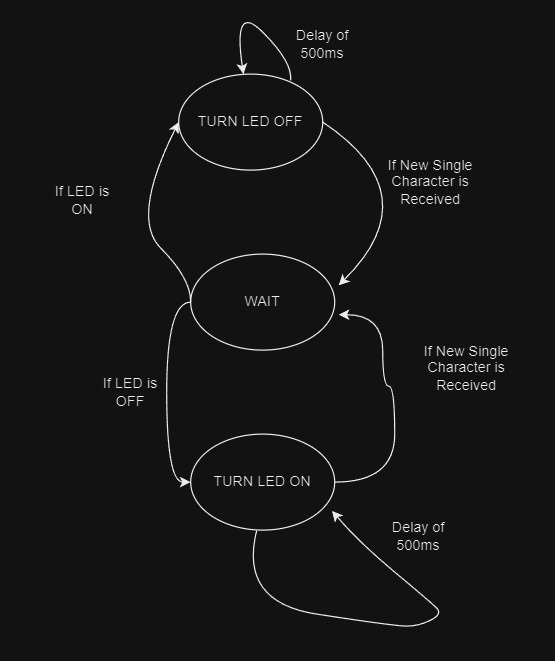 Delay of
500ms
TURN LED OFF
If New Single
Character is
Received
If LED is
ON
WAIT
If New Single
Character is
Received
If LED is
OFF
TURN LED ON
Delay of
500ms